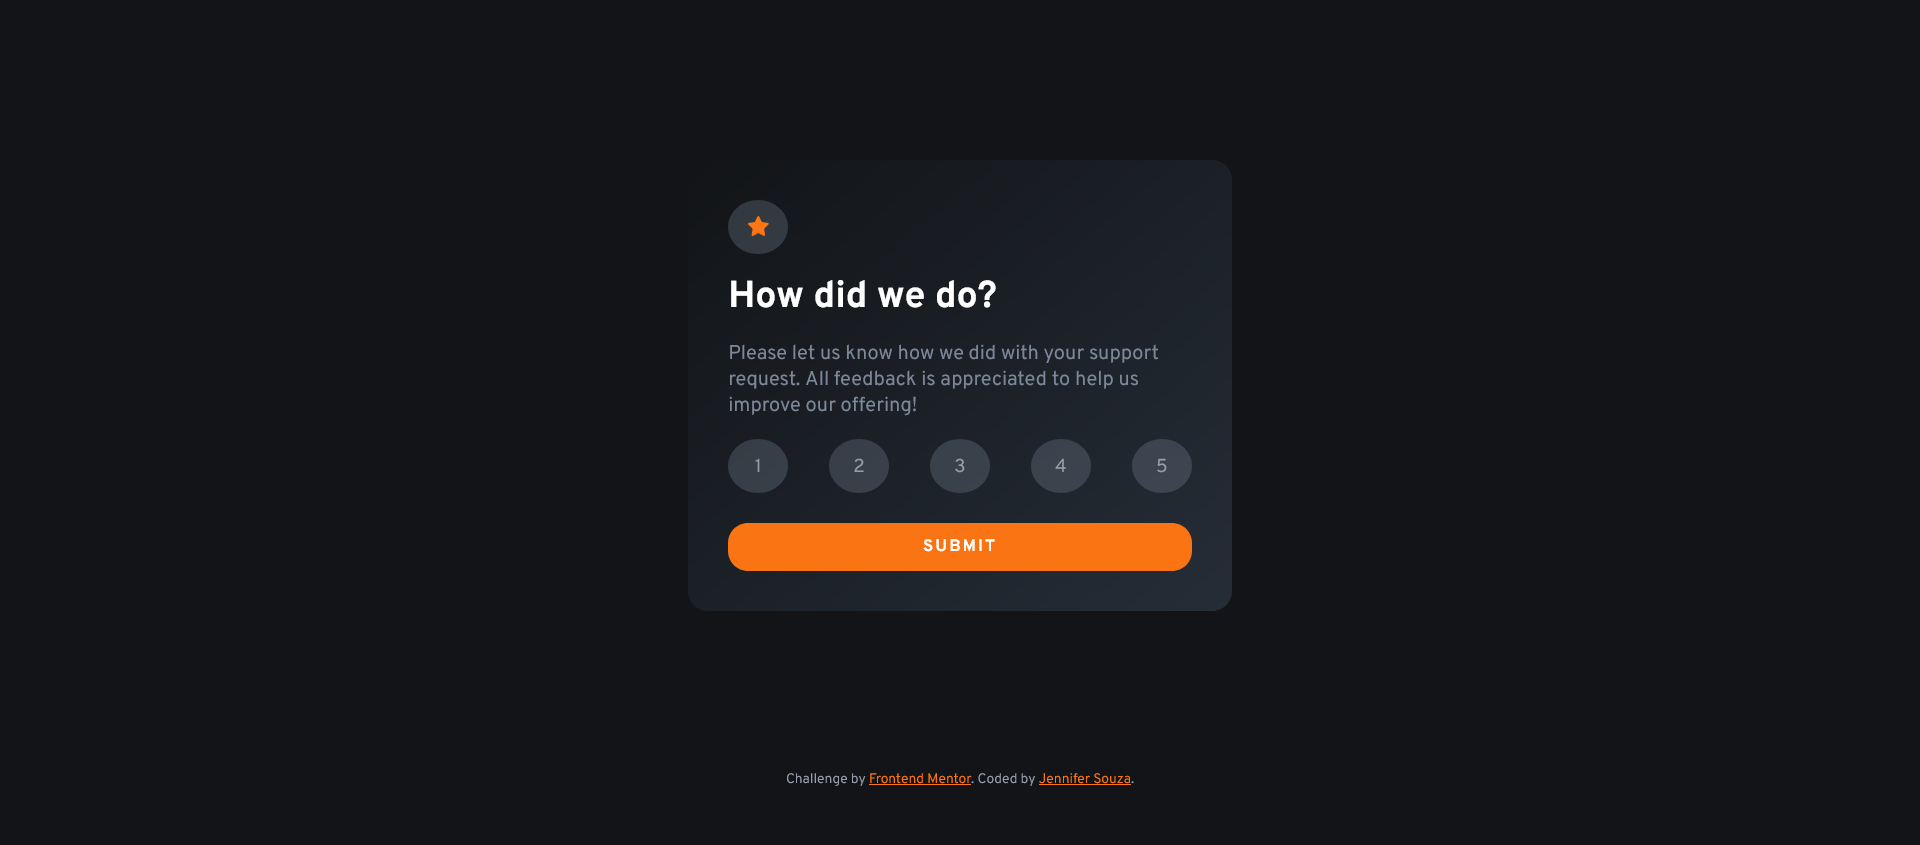 How did we do?
Please let us know how we did with your support
request. All feedback is appreciated to help us
improve our offering!
1 2 3 4 5
SUBMIT
Challenge by Frontend Mentor. Coded by Jennifer Souza.